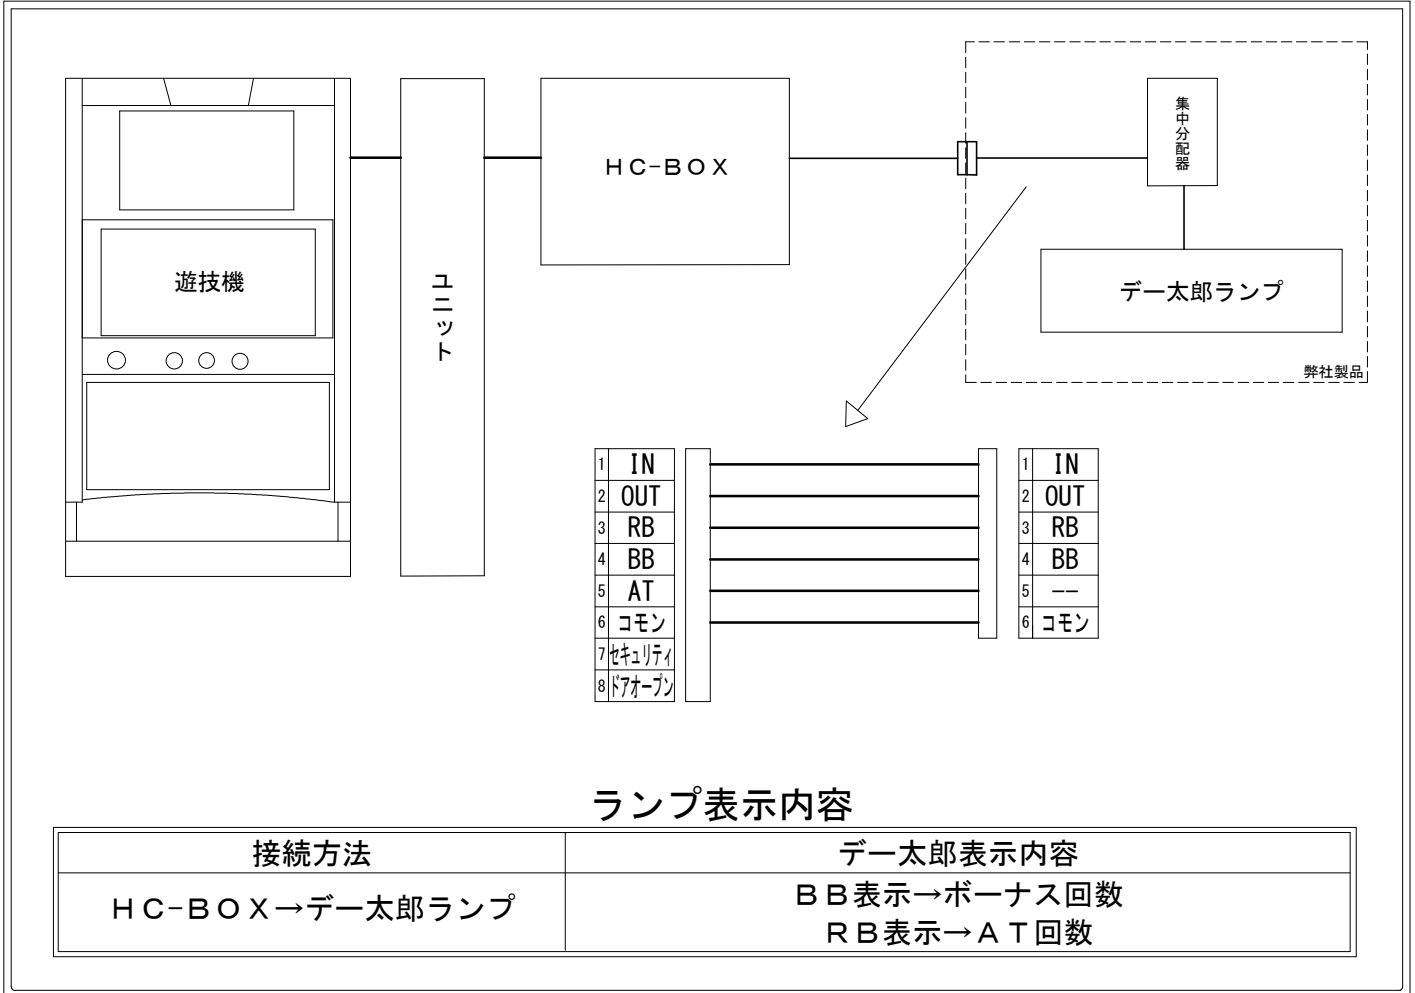 遊技機
ユニット
HC-BOX
集中分配器
デー太郎ランプ
弊社製品
1 IN
2 OUT
3 RB
4 BB
5 AT
6 コモン
7 セキュリティ
8 ドアオープン
1 IN
2 OUT
3 RB
4 BB
5 --
6 コモン
ランプ表示内容
接続方法 デー太郎表示内容
HC-BOX→デー太郎ランプ
BB表示→ボーナス回数
RB表示→AT回数